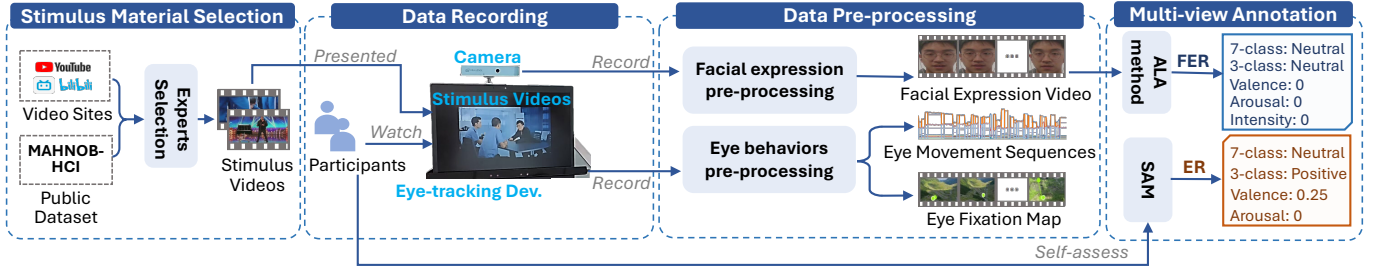 Stimulus Material Selection
YouTube
bilibili
Video Sites
MAHNOB-
HCI
Public
Dataset
Experts
Selection
Stimulus
Videos
Data Recording
Presented
Camera
Stimulus Videos
Watch
Participants
Eye-tracking Dev.
Record
Record
Data Pre-processing
Facial expression
pre-processing
Facial Expression Video
Eye behaviors
pre-processing
Eye Movement Sequences
Eye Fixation Map
Self-assess
Multi-view Annotation
ALA
method
FER
7-class: Neutral
3-class: Neutral
Valence: 0
Arousal: 0
Intensity: 0
SAM
ER
7-class: Neutral
3-class: Positive
Valence: 0.25
Arousal: 0